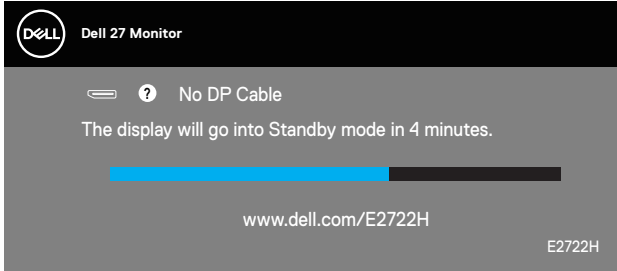 DELL
Dell 27 Monitor
? No DP Cable
The display will go into Standby mode in 4 minutes.
www.dell.com/E2722H
E2722H